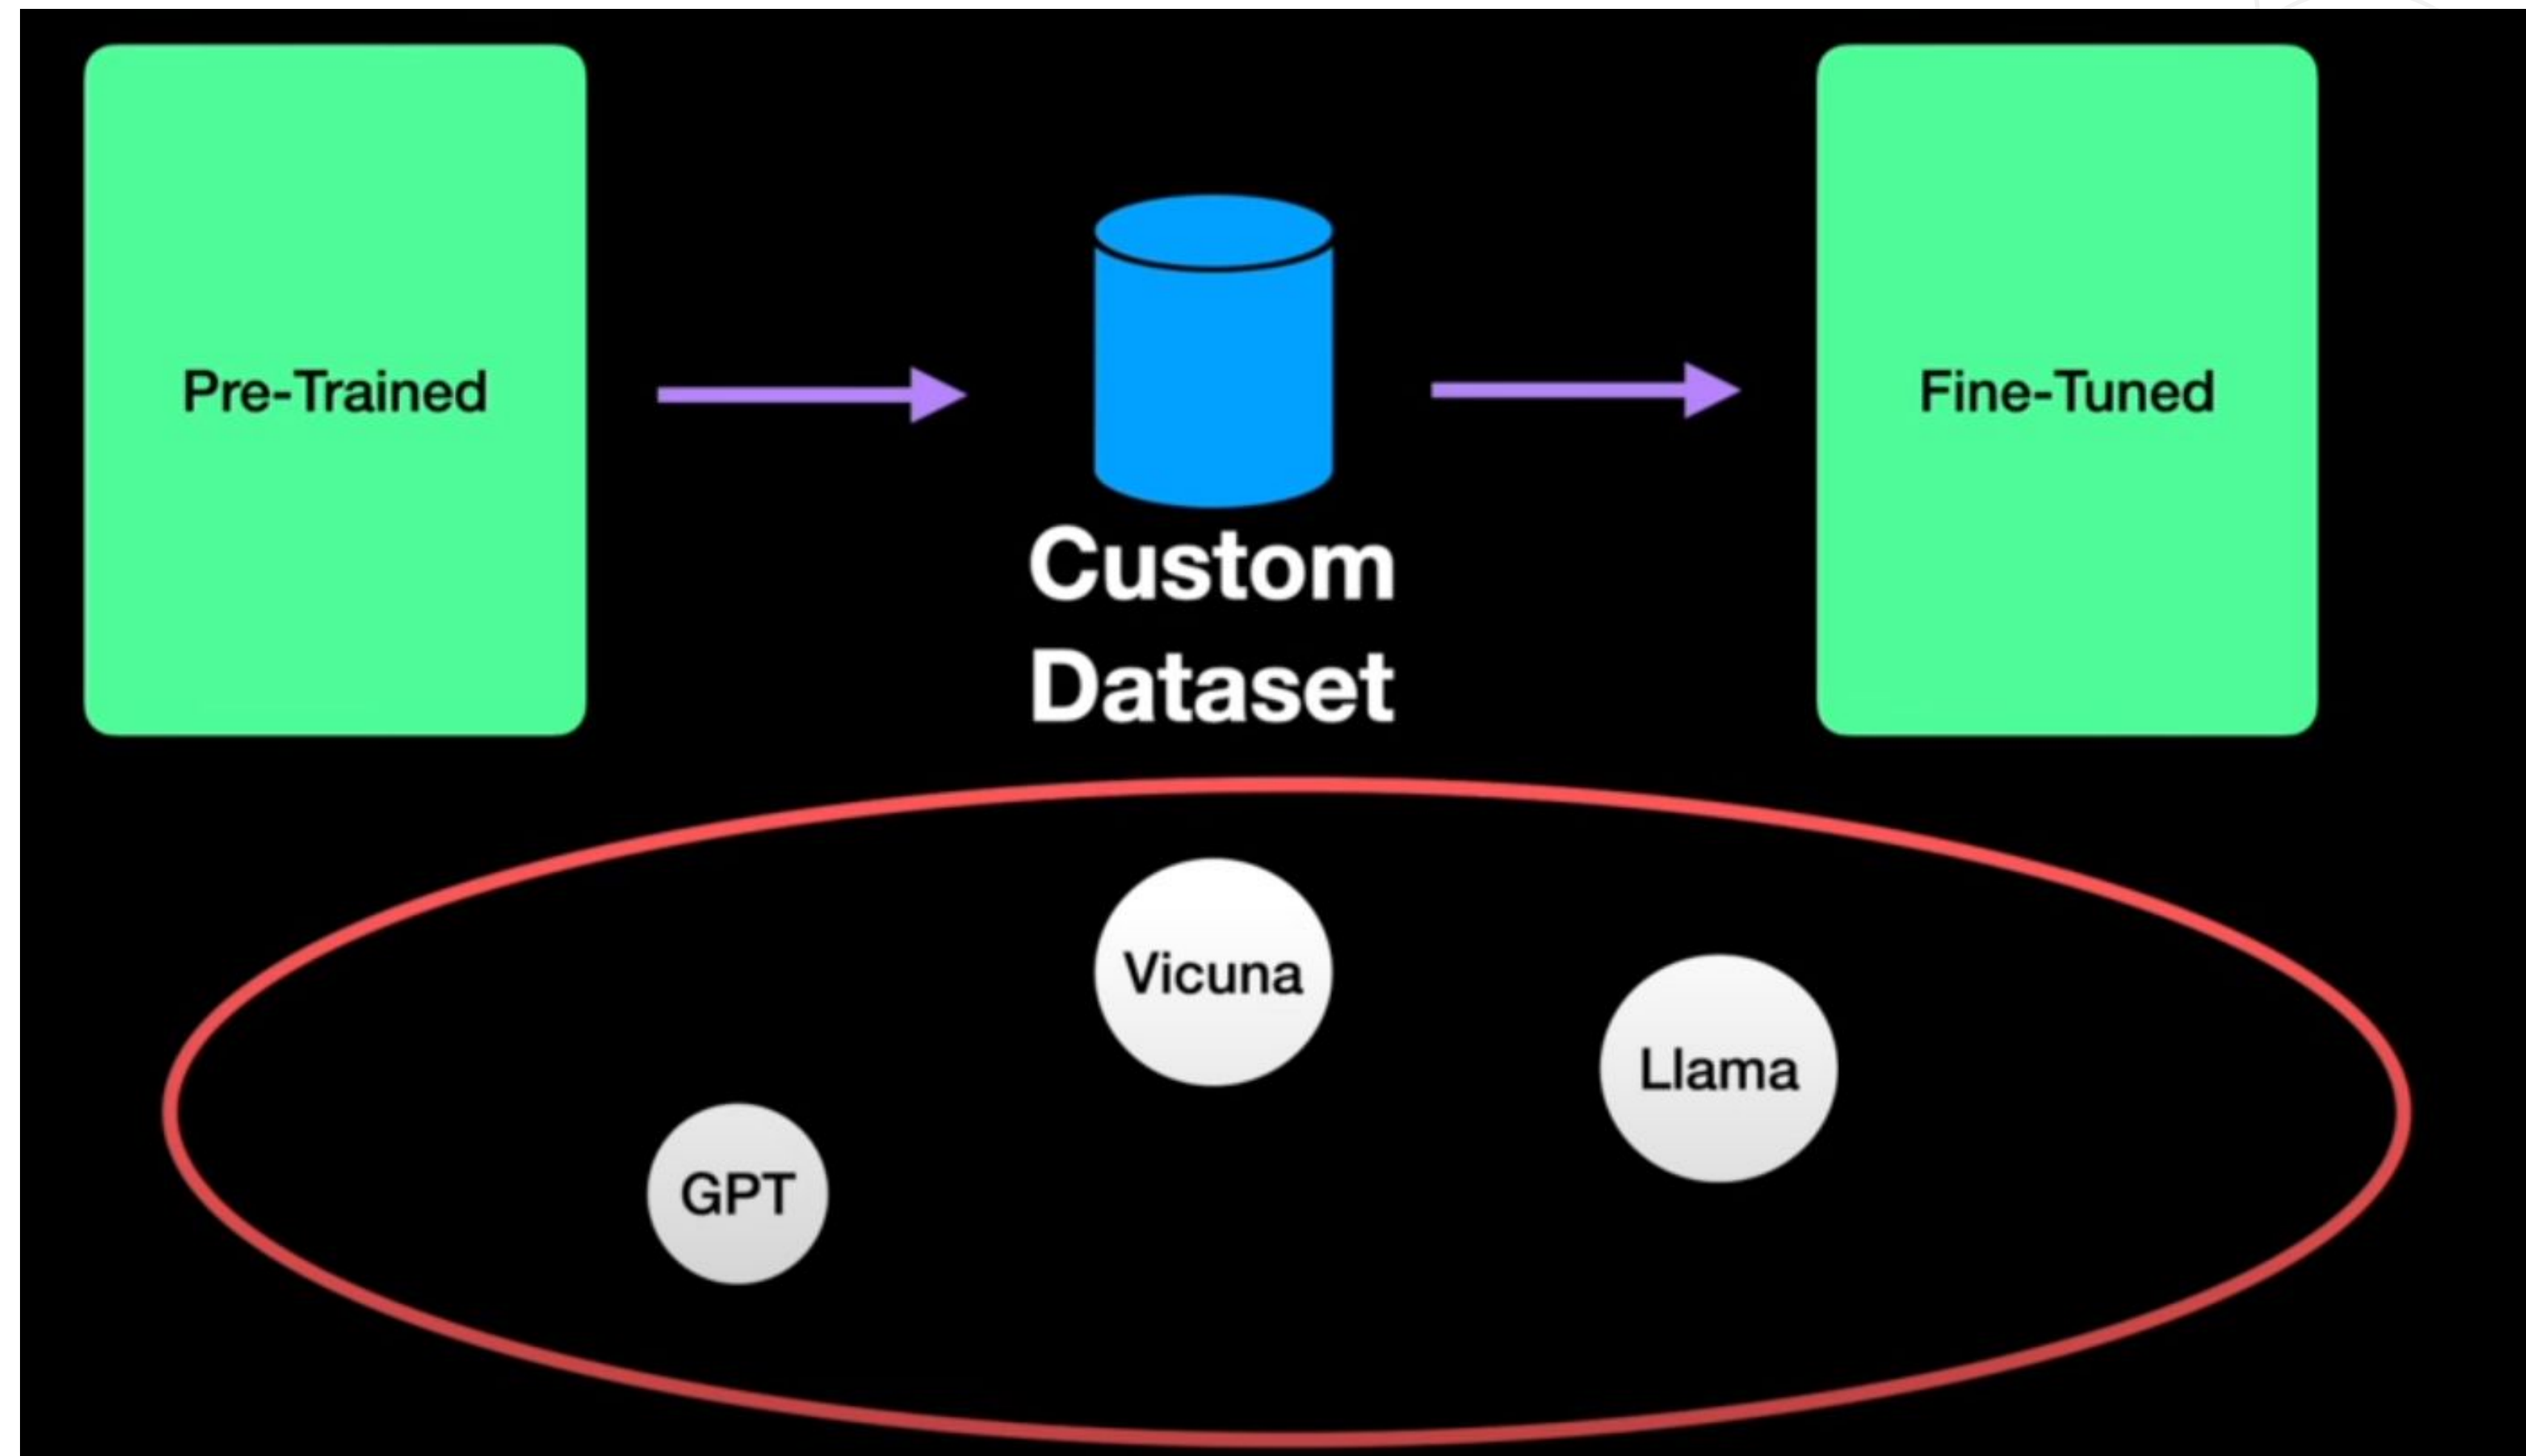 Pre-Trained
Fine-Tuned
Custom
Dataset
Vicuna
Llama
GPT